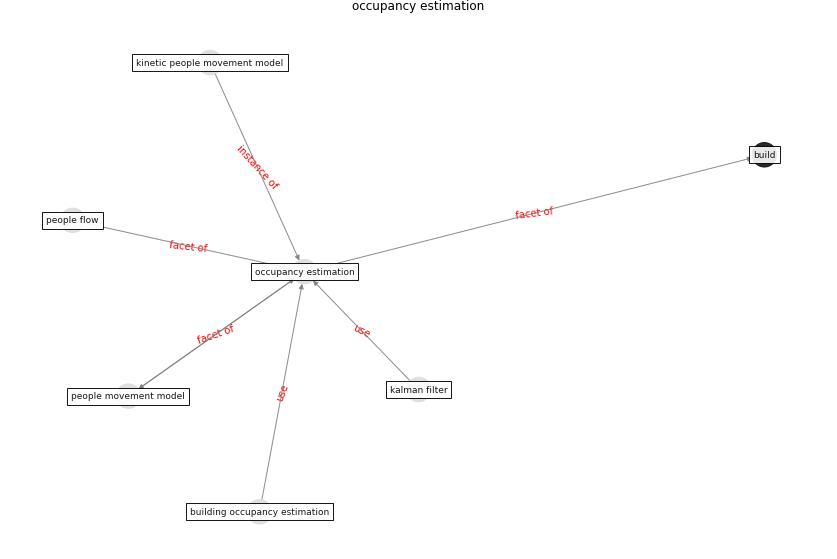 occupancy estimation
kinetic people movement model
instance of
build
facet of
people flow
facet of
occupancy estimation
facet of
use
people movement model
use
kalman filter
building occupancy estimation